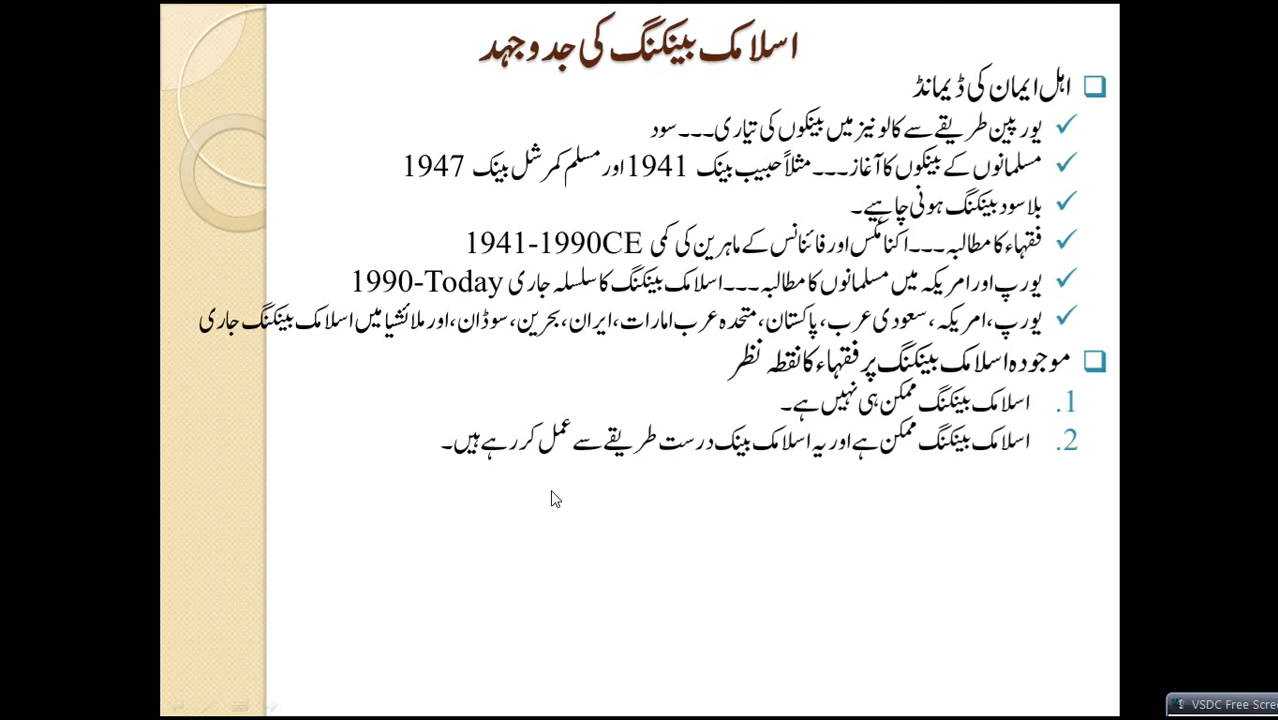 اسلامک بینکنگ کی جدوجہد
اہل ایمان کی ڈیمانڈ
یورپین طریقے سے کالونیز میں بینکوں کی تیاری۔۔۔سود
مسلمانوں کے بینکوں کا آغاز۔۔۔مثلاً حبیب بینک 1941 اور مسلم کمرشل بینک 1947
بلا سود بینکنگ ہونی چاہیے۔
فقہاء کا مطالبہ۔۔۔اکنامکس اور فائنانس کے ماہرین کی کمی 1941-1990CE
یورپ اور امریکہ میں مسلمانوں کا مطالبہ۔۔۔اسلامک بینکنگ کا سلسلہ جاری 1990-Today
یورپ، امریکہ، سعودی عرب، پاکستان، متحدہ عرب امارات، ایران، بحرین، سوڈان، اور ملائشیا میں اسلامک بینکنگ جاری
موجودہ اسلامک بینکنگ پر فقہاء کا نقطہ نظر
1. اسلامک بینکنگ ممکن ہی نہیں ہے۔
2. اسلامک بینکنگ ممکن ہے اور یہ اسلامک بینک درست طریقے سے عمل کر رہے ہیں۔
VSDC Free Scre